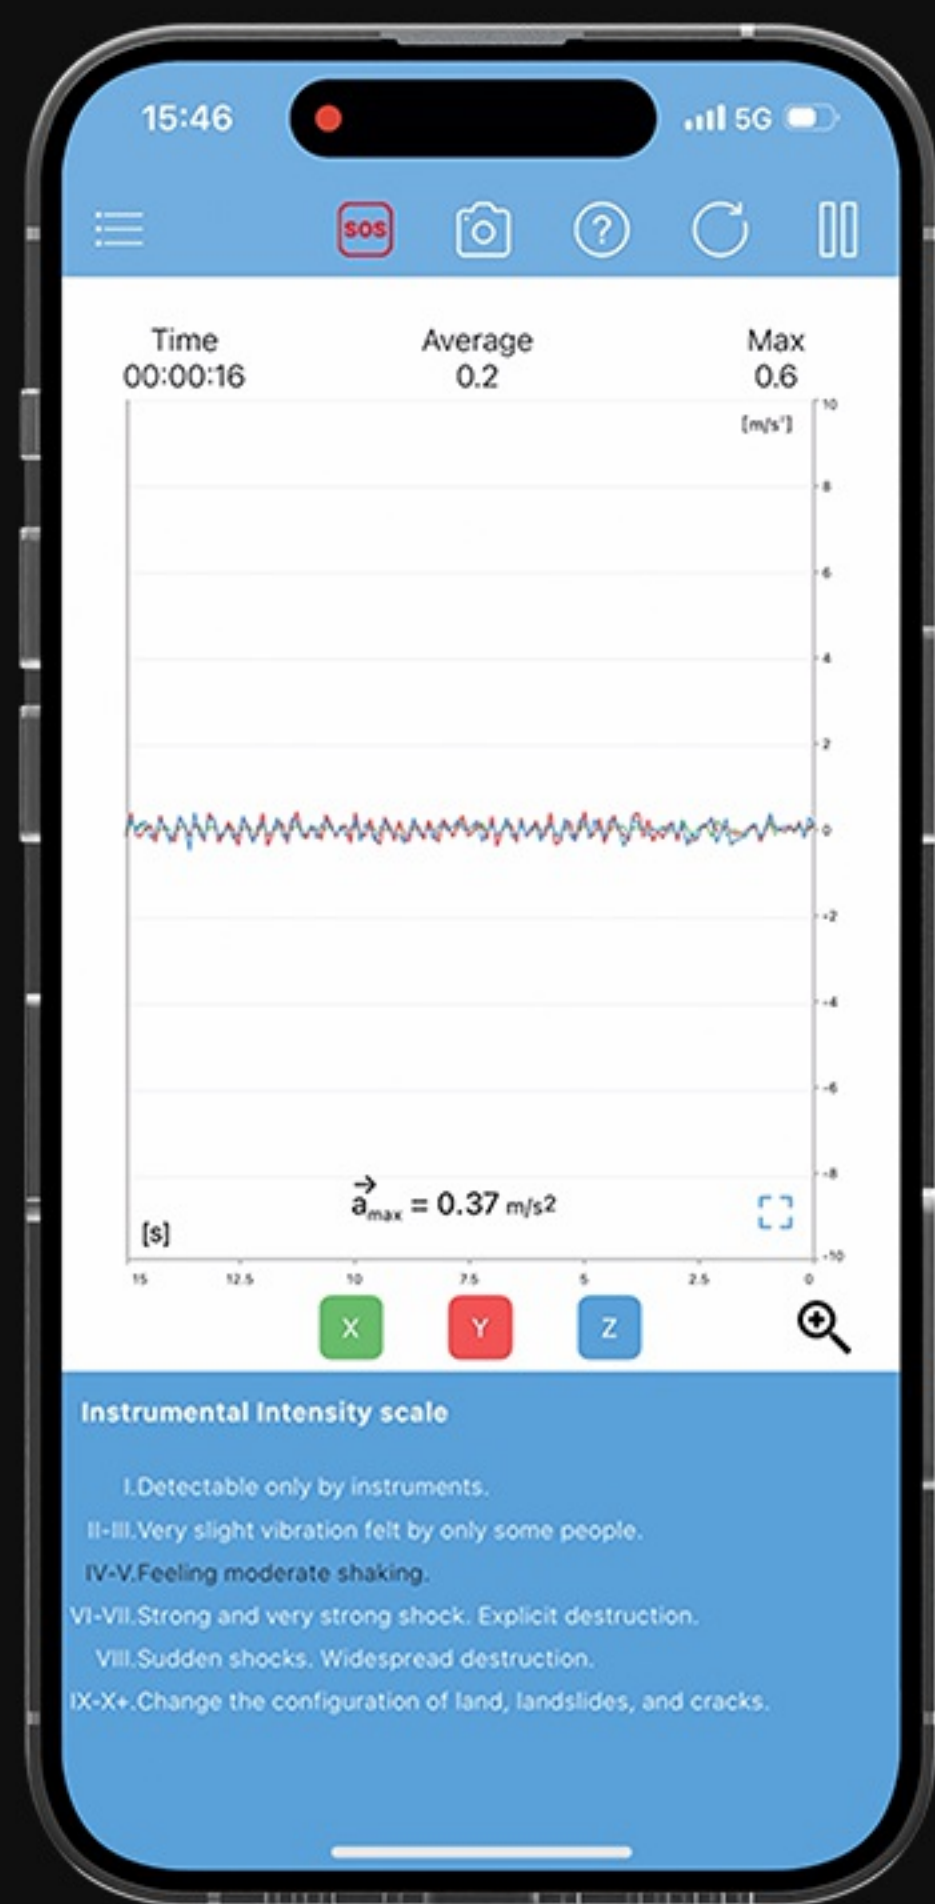 15:46 5G
SOS ?
Time Average Max
00:00:16 0.2 0.6
10
[m/s²]
8
6
4
2
0
-2
-4
-6
-8
a max = 0.37 m/s2
[s]
-10
15 12.5 10 7.5 5 2.5 0
X Y Z
Instrumental Intensity scale
I.Detectable only by instruments.
II-III.Very slight vibration felt by only some people.
IV-V.Feeling moderate shaking.
VI-VII.Strong and very strong shock. Explicit destruction.
VIII.Sudden shocks. Widespread destruction.
IX-X+.Change the configuration of land, landslides, and cracks.